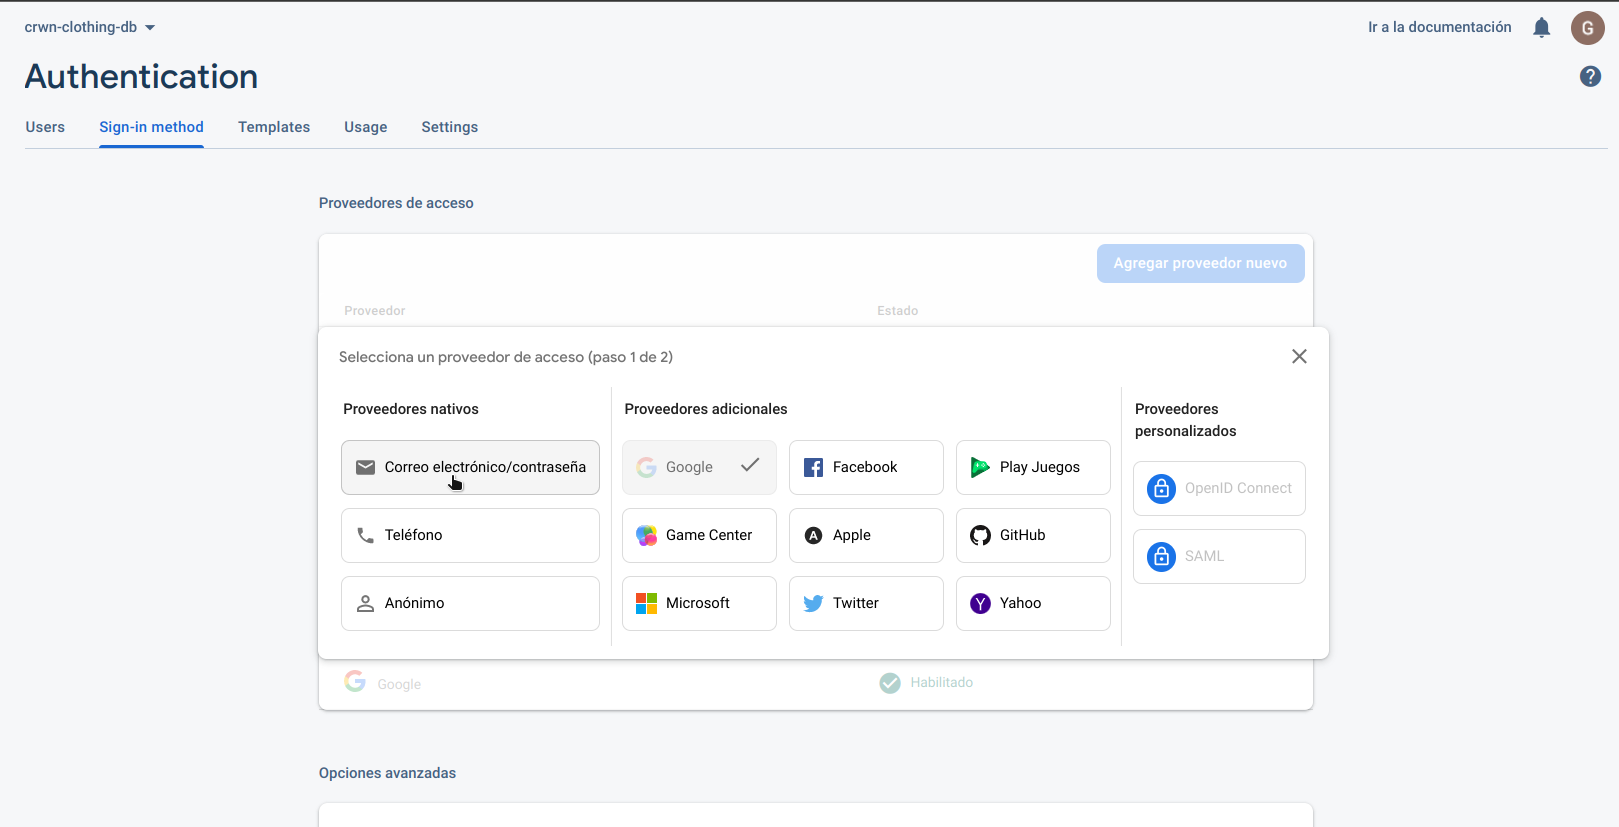 crwn-clothing-db
Ir a la documentación
G
Authentication
Users
Sign-in method
Templates
Usage
Settings
Proveedores de acceso
Agregar proveedor nuevo
Proveedor
Estado
Selecciona un proveedor de acceso (paso 1 de 2)
Proveedores nativos
Correo electrónico/contraseña
Teléfono
Anónimo
Proveedores adicionales
Google
Facebook
Play Juegos
Game Center
Apple
GitHub
Microsoft
Twitter
Yahoo
Proveedores
personalizados
OpenID Connect
SAML
Google
Habilitado
Opciones avanzadas